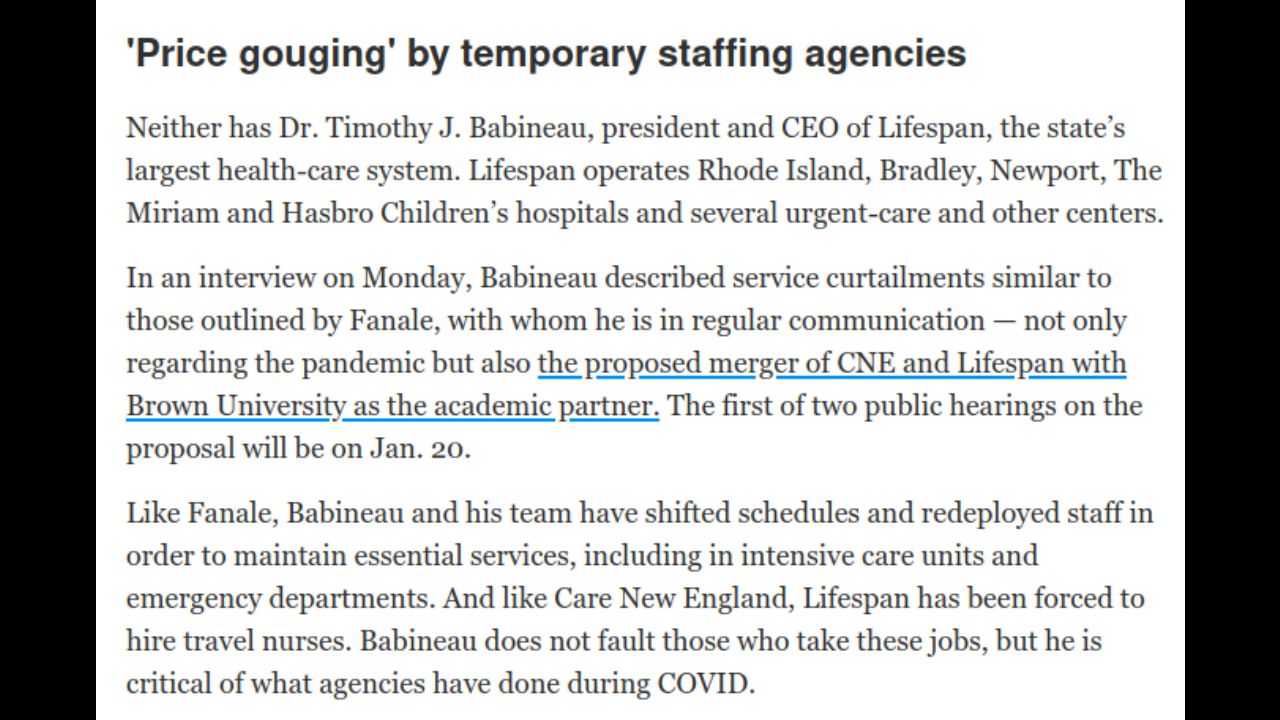 'Price gouging' by temporary staffing agencies
Neither has Dr. Timothy J. Babineau, president and CEO of Lifespan, the state’s
largest health-care system. Lifespan operates Rhode Island, Bradley, Newport, The
Miriam and Hasbro Children’s hospitals and several urgent-care and other centers.
In an interview on Monday, Babineau described service curtailments similar to
those outlined by Fanale, with whom he is in regular communication — not only
regarding the pandemic but also the proposed merger of CNE and Lifespan with
Brown University as the academic partner. The first of two public hearings on the
proposal will be on Jan. 20.
Like Fanale, Babineau and his team have shifted schedules and redeployed staff in
order to maintain essential services, including in intensive care units and
emergency departments. And like Care New England, Lifespan has been forced to
hire travel nurses. Babineau does not fault those who take these jobs, but he is
critical of what agencies have done during COVID.